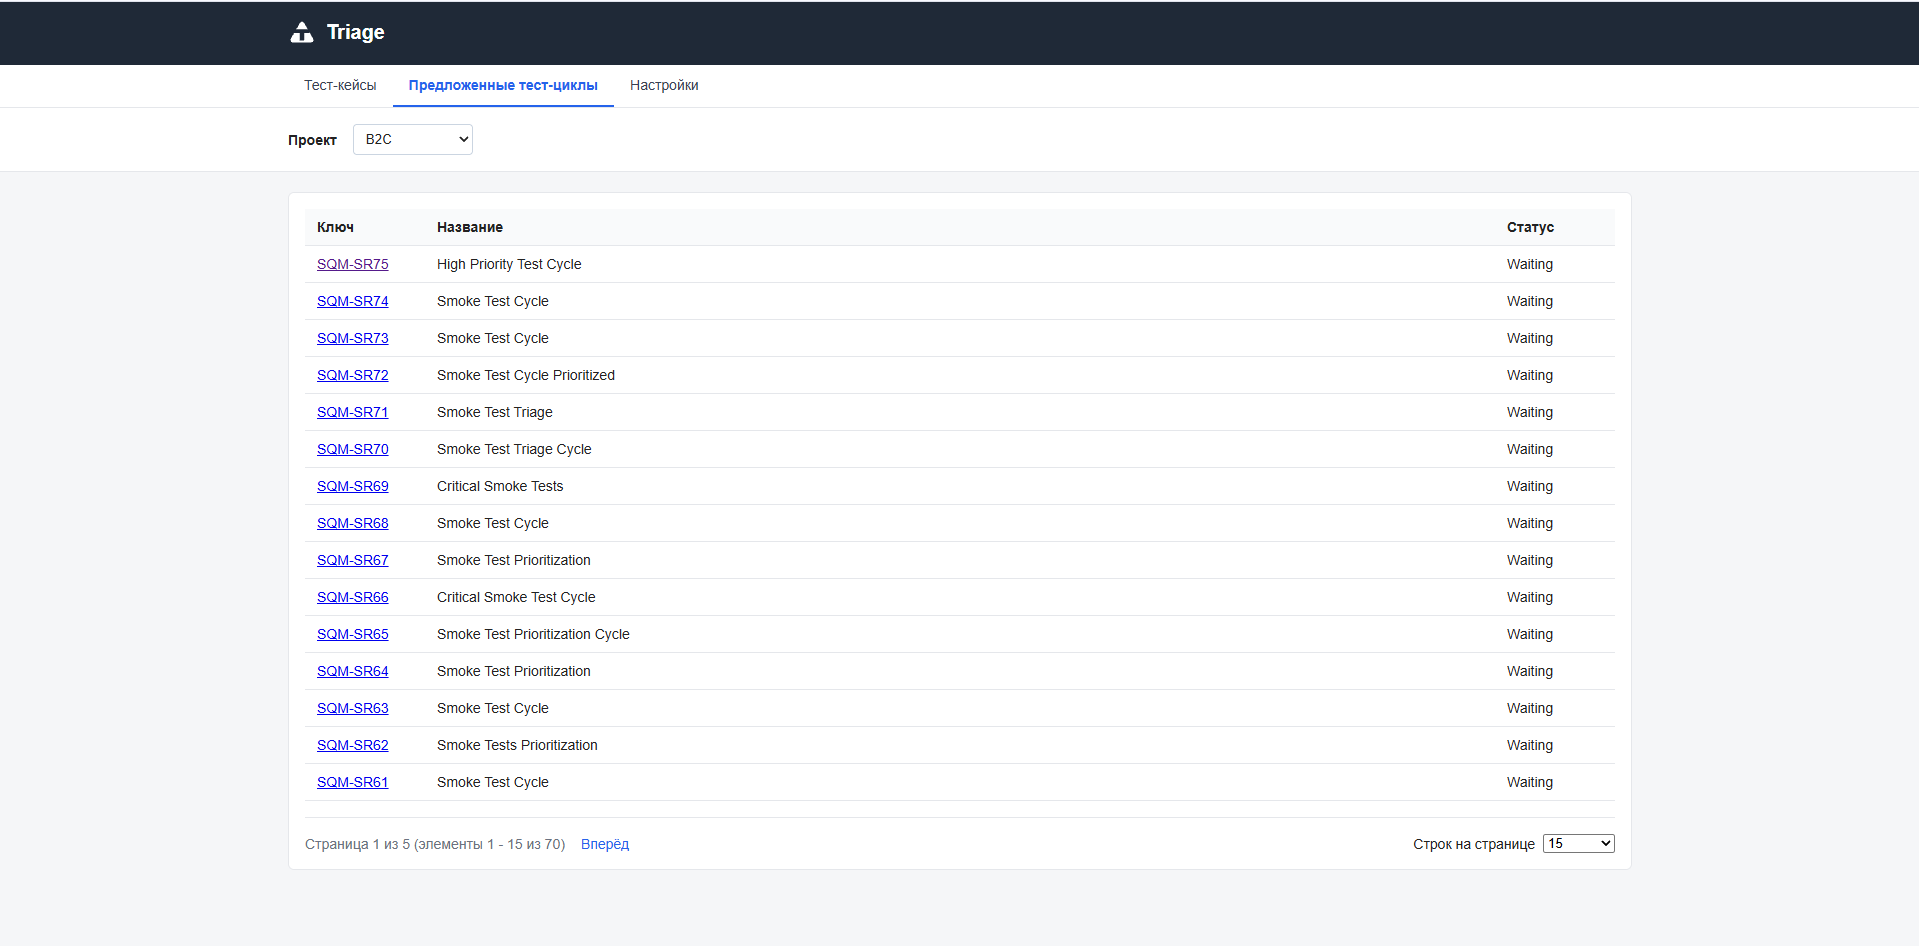 Triage
Тест-кейсы Предложенные тест-циклы Настройки
Проект B2C
Ключ Название Статус
SQM-SR75 High Priority Test Cycle Waiting
SQM-SR74 Smoke Test Cycle Waiting
SQM-SR73 Smoke Test Cycle Waiting
SQM-SR72 Smoke Test Cycle Prioritized Waiting
SQM-SR71 Smoke Test Triage Waiting
SQM-SR70 Smoke Test Triage Cycle Waiting
SQM-SR69 Critical Smoke Tests Waiting
SQM-SR68 Smoke Test Cycle Waiting
SQM-SR67 Smoke Test Prioritization Waiting
SQM-SR66 Critical Smoke Test Cycle Waiting
SQM-SR65 Smoke Test Prioritization Cycle Waiting
SQM-SR64 Smoke Test Prioritization Waiting
SQM-SR63 Smoke Test Cycle Waiting
SQM-SR62 Smoke Tests Prioritization Waiting
SQM-SR61 Smoke Test Cycle Waiting
Страница 1 из 5 (элементы 1 - 15 из 70) Вперёд Строк на странице 15